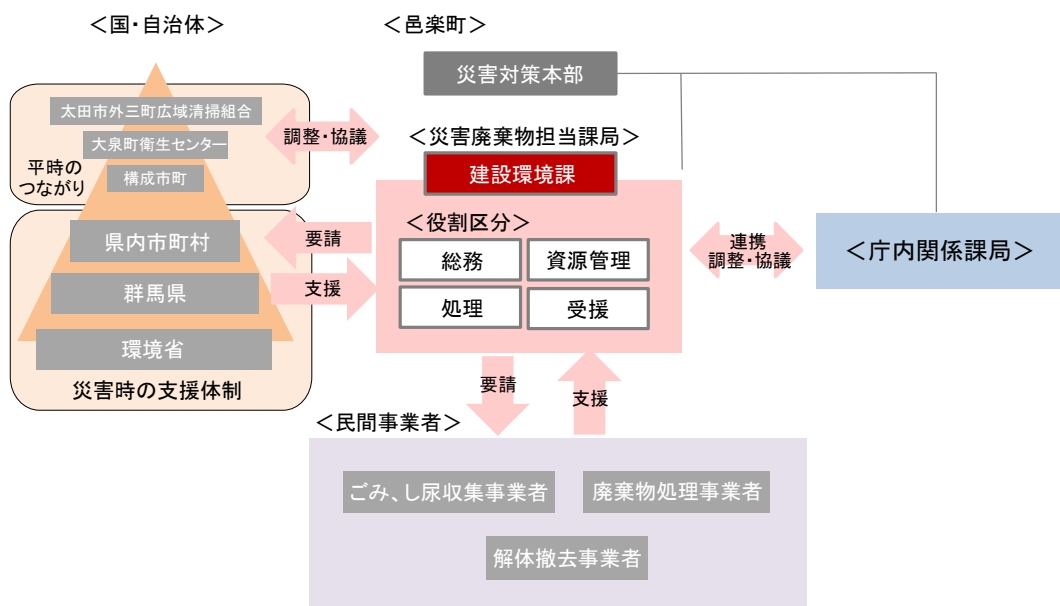 ＜国・自治体＞
＜邑楽町＞
災害対策本部
太田市外三町広域清掃組合
大泉町衛生センター
構成市町
平時の
つながり
調整・協議
＜災害廃棄物担当課局＞
建設環境課
＜役割区分＞
総務
資源管理
処理
受援
県内市町村
群馬県
環境省
災害時の支援体制
要請
支援
連携
調整・協議
＜庁内関係課局＞
要請
支援
＜民間事業者＞
ごみ、し尿収集事業者
廃棄物処理事業者
解体撤去事業者